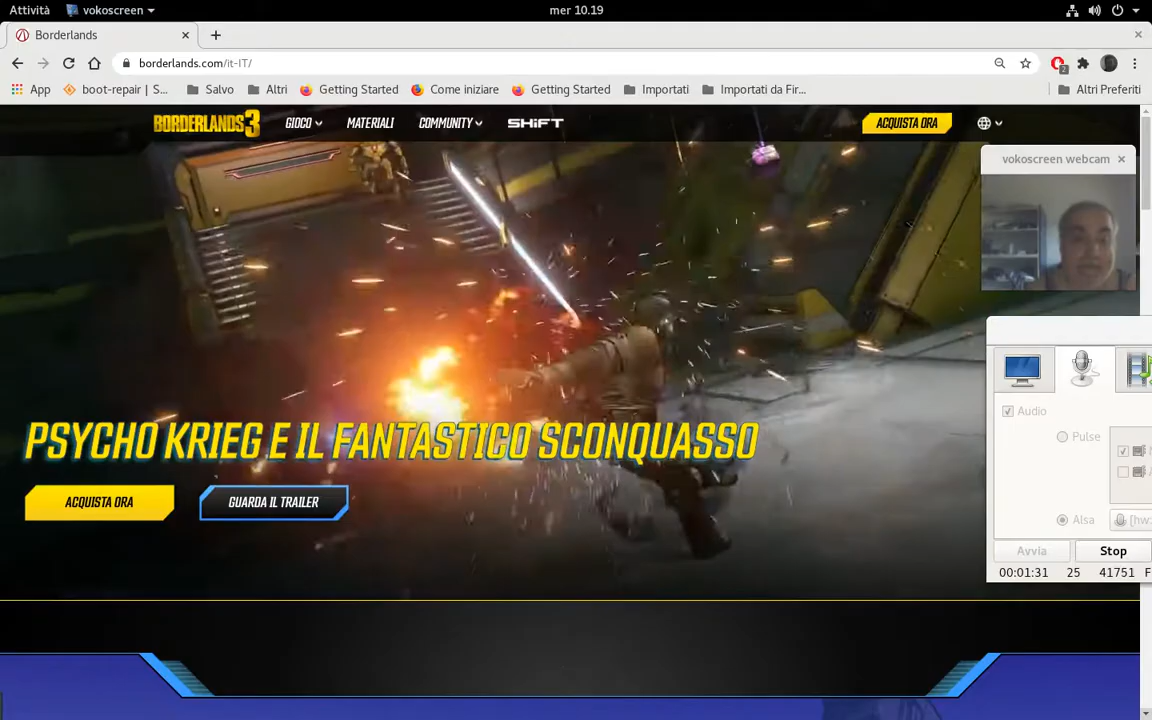 Attività vokoscreen mer 10.19
Borderlands
borderlands.com/it-IT/
App boot-repair | S... Salvo Altri Getting Started Come iniziare Getting Started Importati Importati da Fir... Altri Preferiti
BORDERLANDS 3 GIOCO MATERIALI COMMUNITY SHiFT ACQUISTA ORA
vokoscreen webcam
PSYCHO KRIEG E IL FANTASTICO SCONQUASSO
ACQUISTA ORA GUARDA IL TRAILER
Audio
Pulse
Alsa [hw:
Avvia Stop
00:01:31 25 41751 F